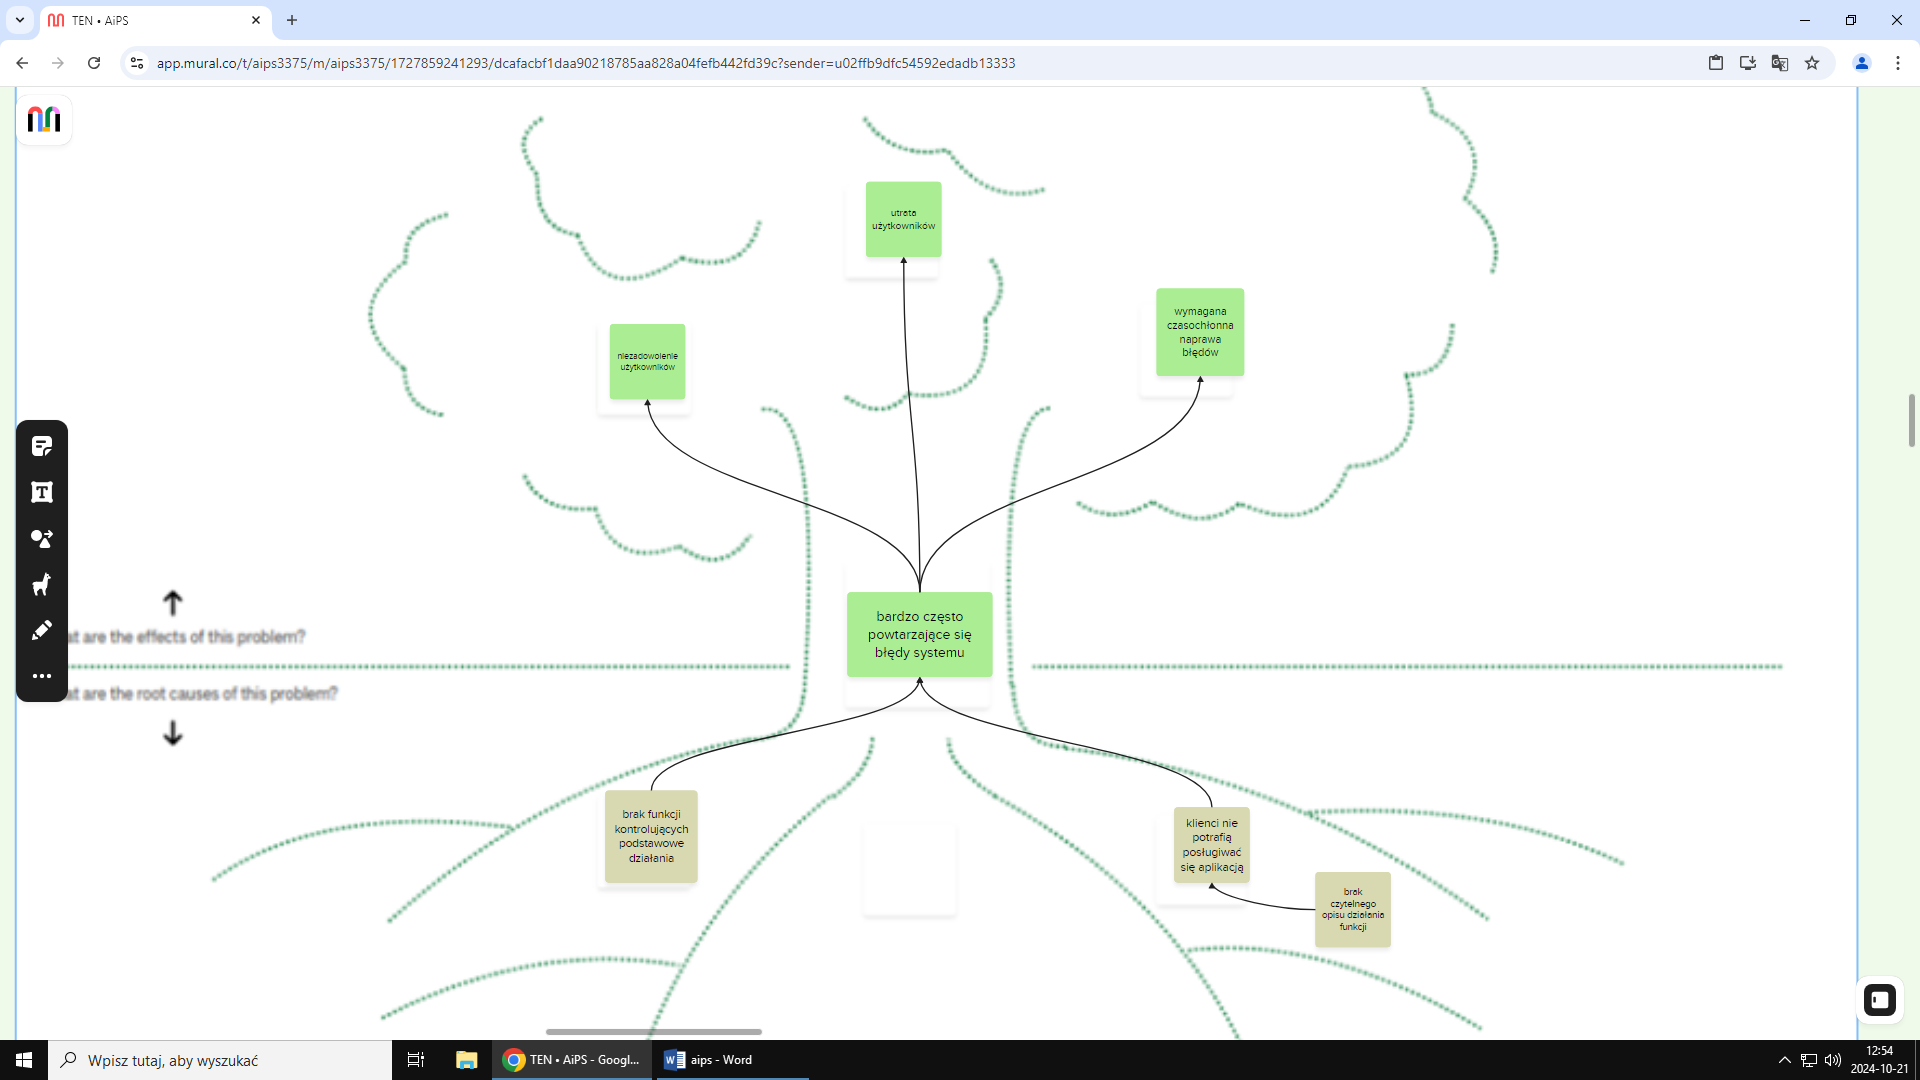 TEN • AiPS
app.mural.co/t/aips3375/m/aips3375/1727859241293/dcafacbf1daa90218785aa828a04fefb442fd39c?sender=u02ffb9dfc54592edadb13333
utrata
użytkowników
wymagana
czasochłonna
naprawa
błędów
niezadowolenie
użytkowników
bardzo często
powtarzające się
błędy systemu
at are the effects of this problem?
at are the root causes of this problem?
brak funkcji
kontrolujących
podstawowe
działania
klienci nie
potrafią
posługiwać
się aplikacją
brak
czytelnego
opisu działania
funkcji
Wpisz tutaj, aby wyszukać
TEN • AiPS - Googl...
aips - Word
12:54
2024-10-21